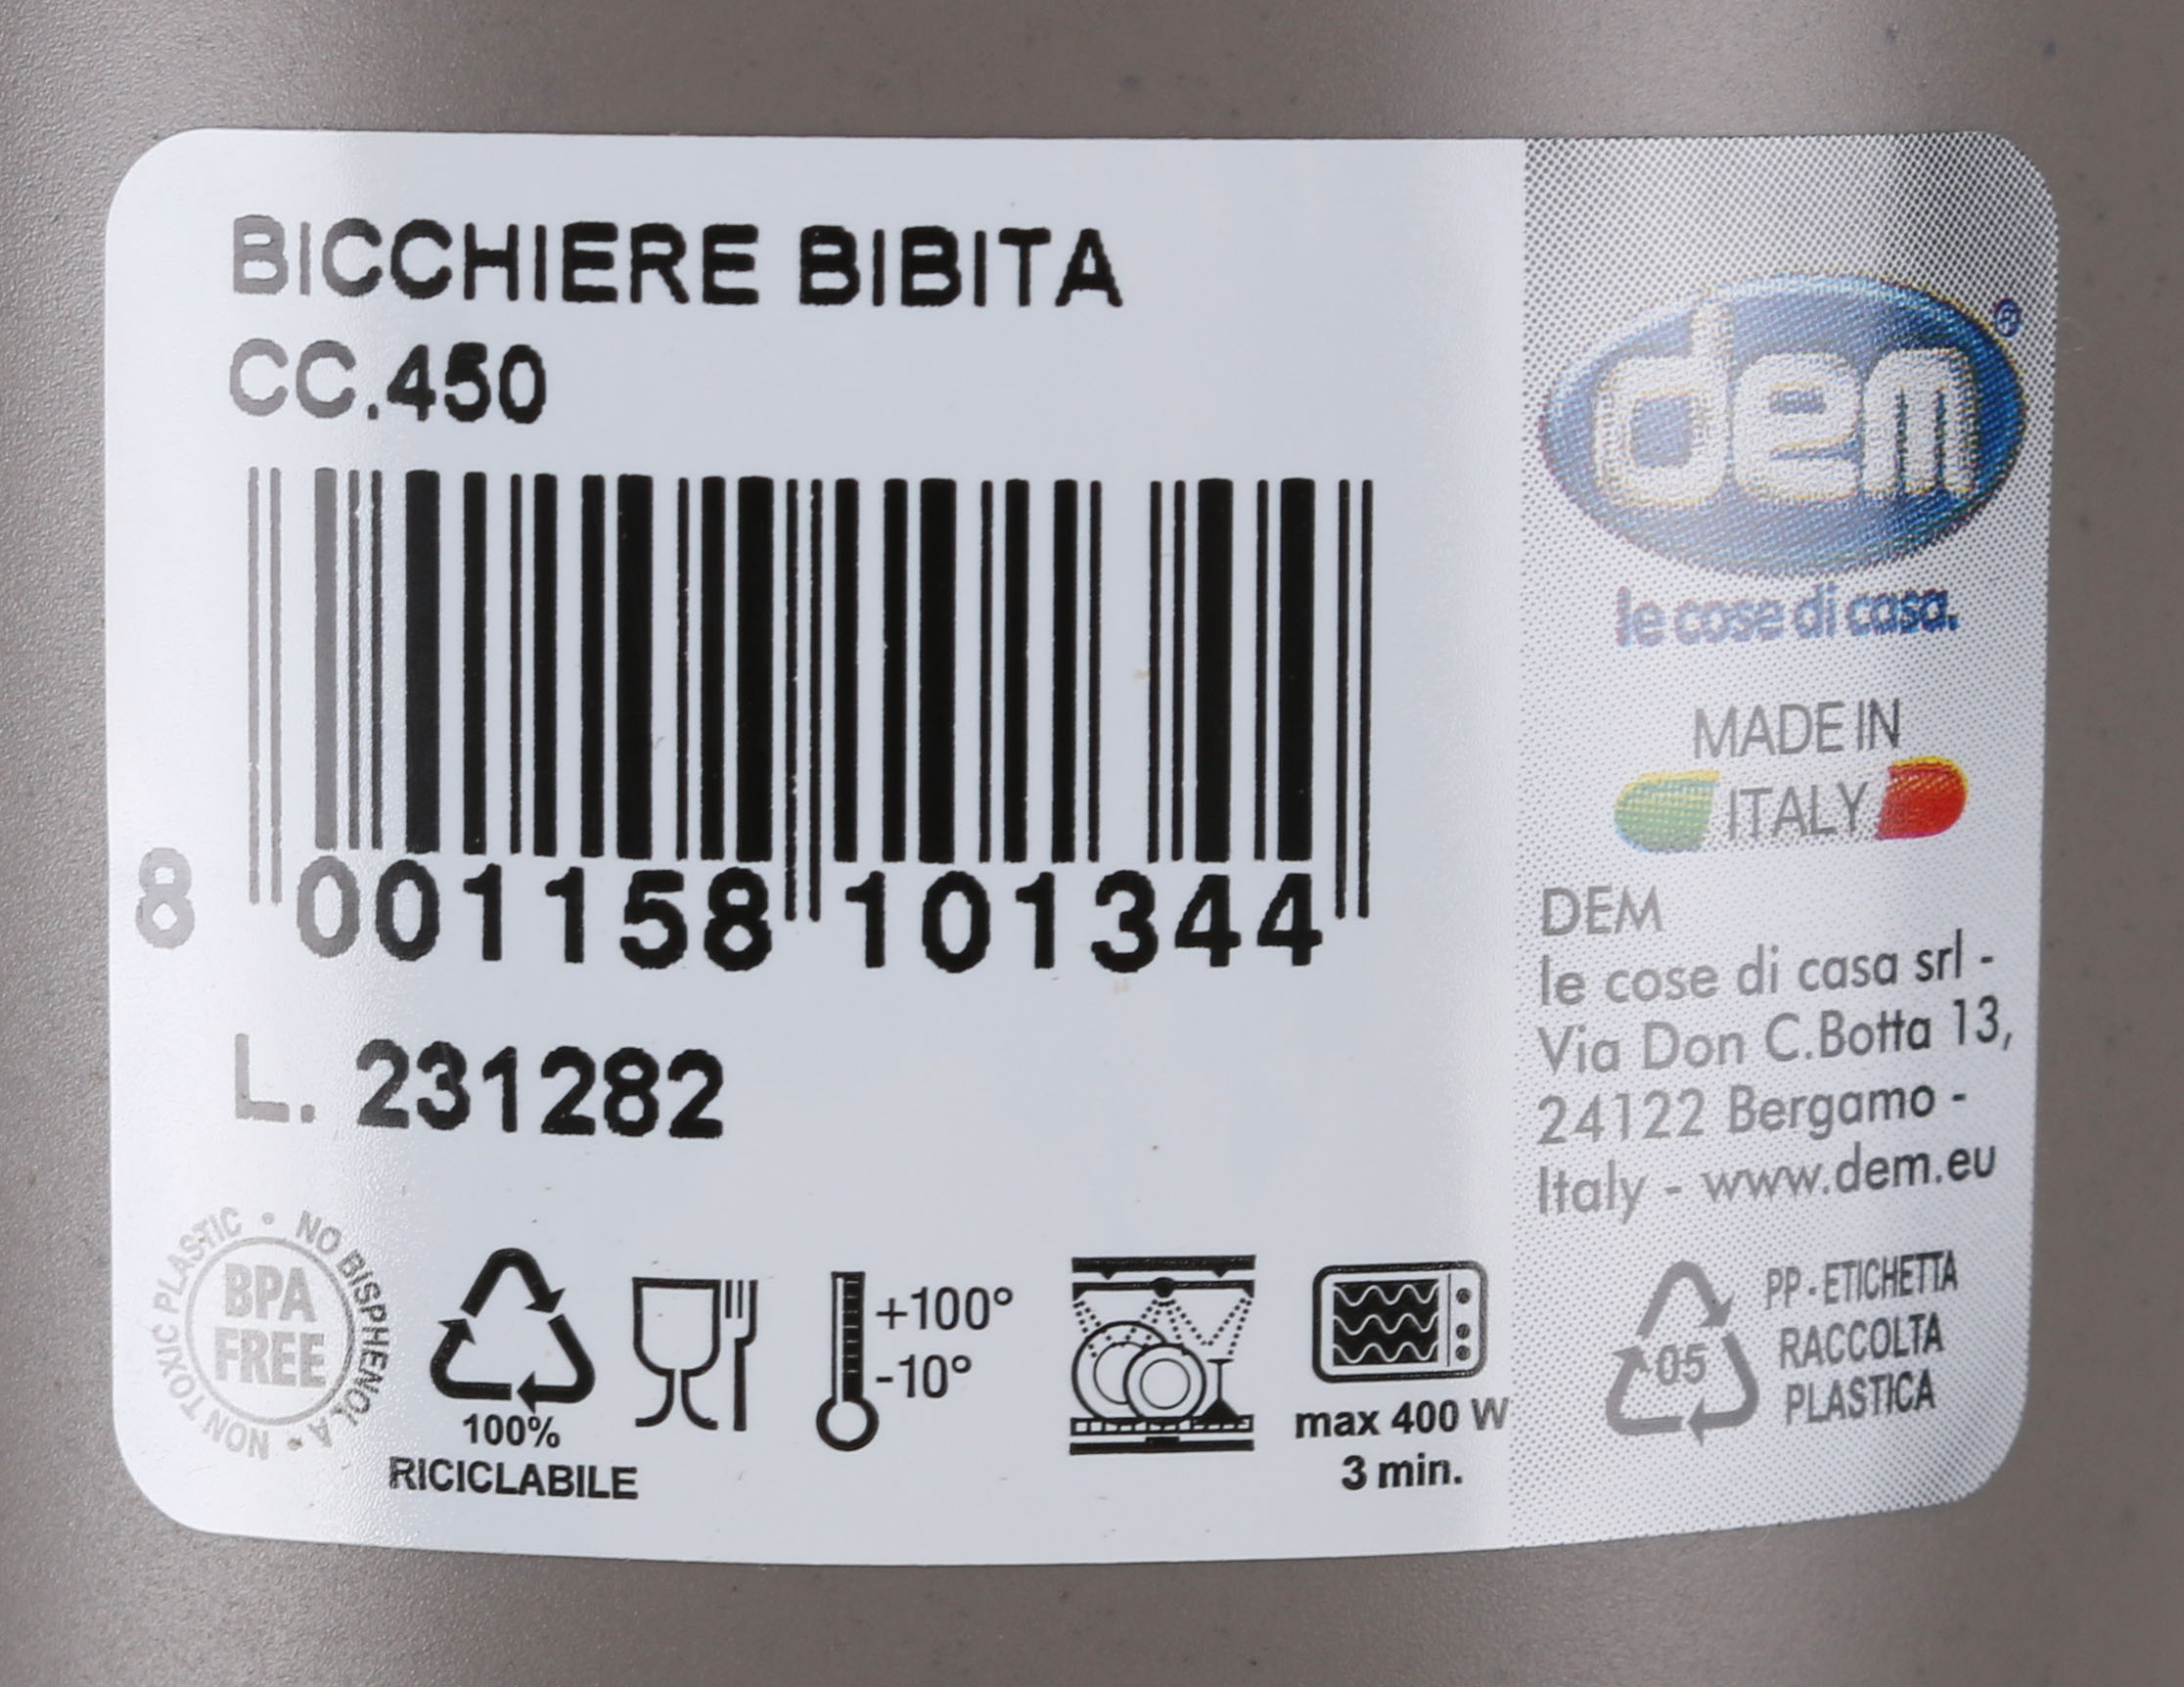 BICCHIERE BIBITA
CC.450
8 001158 101344
L. 231282
NON TOXIC PLASTIC • NO BISPHENOL A •
BPA
FREE
100%
RICICLABILE
+100°
-10°
max 400 W
3 min.
dem®
le cose di casa.
MADE IN
ITALY
DEM
le cose di casa srl -
Via Don C.Botta 13,
24122 Bergamo -
Italy - www.dem.eu
05
PP - ETICHETTA
RACCOLTA
PLASTICA